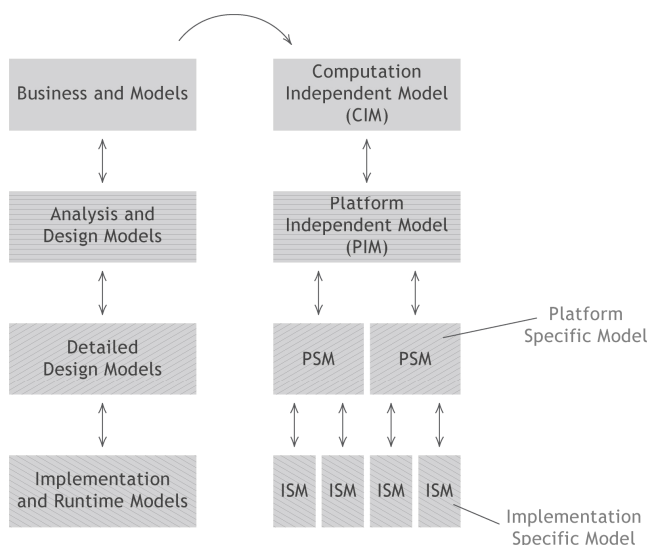 Business and Models
Computation
Independent Model
(CIM)
Analysis and
Design Models
Platform
Independent Model
(PIM)
Detailed
Design Models
PSM
PSM
Platform
Specific Model
Implementation
and Runtime Models
ISM
ISM
ISM
ISM
Implementation
Specific Model